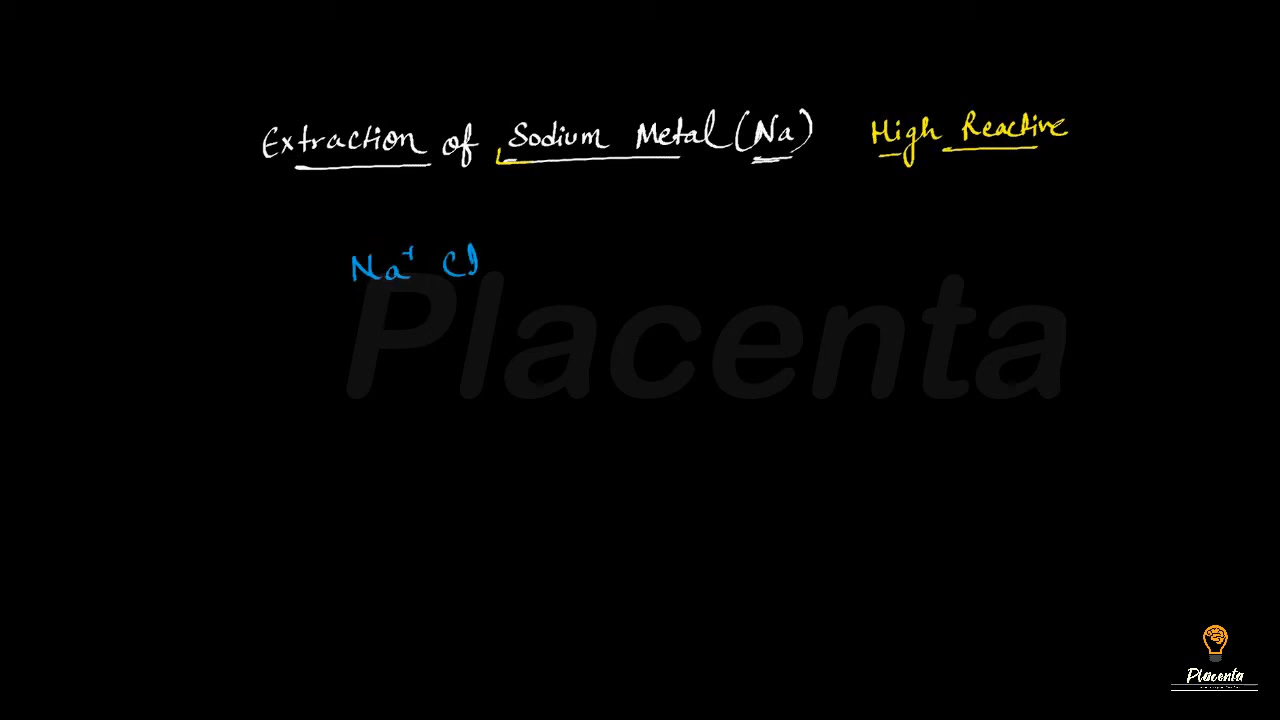 Extraction of Sodium Metal (Na) High Reactive
Na⁺ Cl
Placenta
Placenta